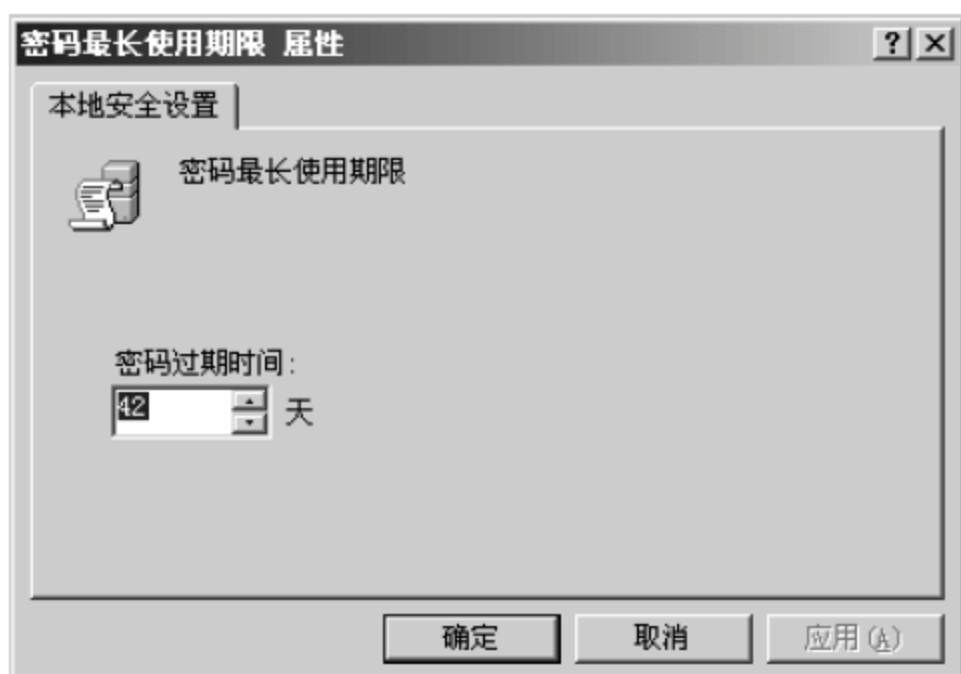 密码最长使用期限 属性
本地安全设置
密码最长使用期限
密码过期时间:
42 天
确定 取消 应用(A)